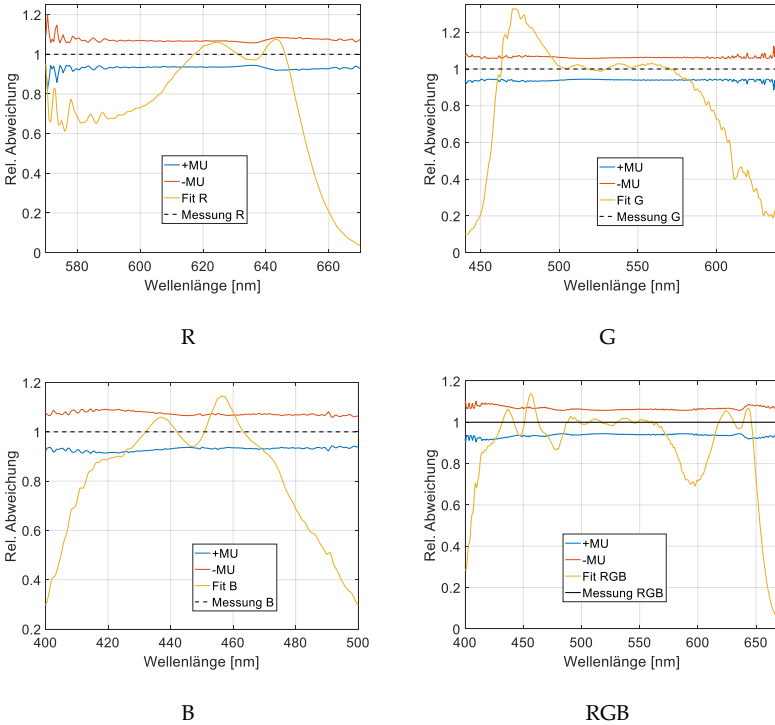 1.2
1
0.8
0.6
0.4
0.2
0
Rel. Abweichung
580
600
620
640
660
Wellenlänge [nm]
+MU
-MU
Fit R
Messung R
R
1.2
1
0.8
0.6
0.4
0.2
0
Rel. Abweichung
450
500
550
600
Wellenlänge [nm]
+MU
-MU
Fit G
Messung G
G
1.2
1
0.8
0.6
0.4
0.2
Rel. Abweichung
400
420
440
460
480
500
Wellenlänge [nm]
+MU
-MU
Fit B
Messung B
B
1.2
1
0.8
0.6
0.4
0.2
0
Rel. Abweichung
400
450
500
550
600
650
Wellenlänge [nm]
+MU
-MU
Fit RGB
Messung RGB
RGB